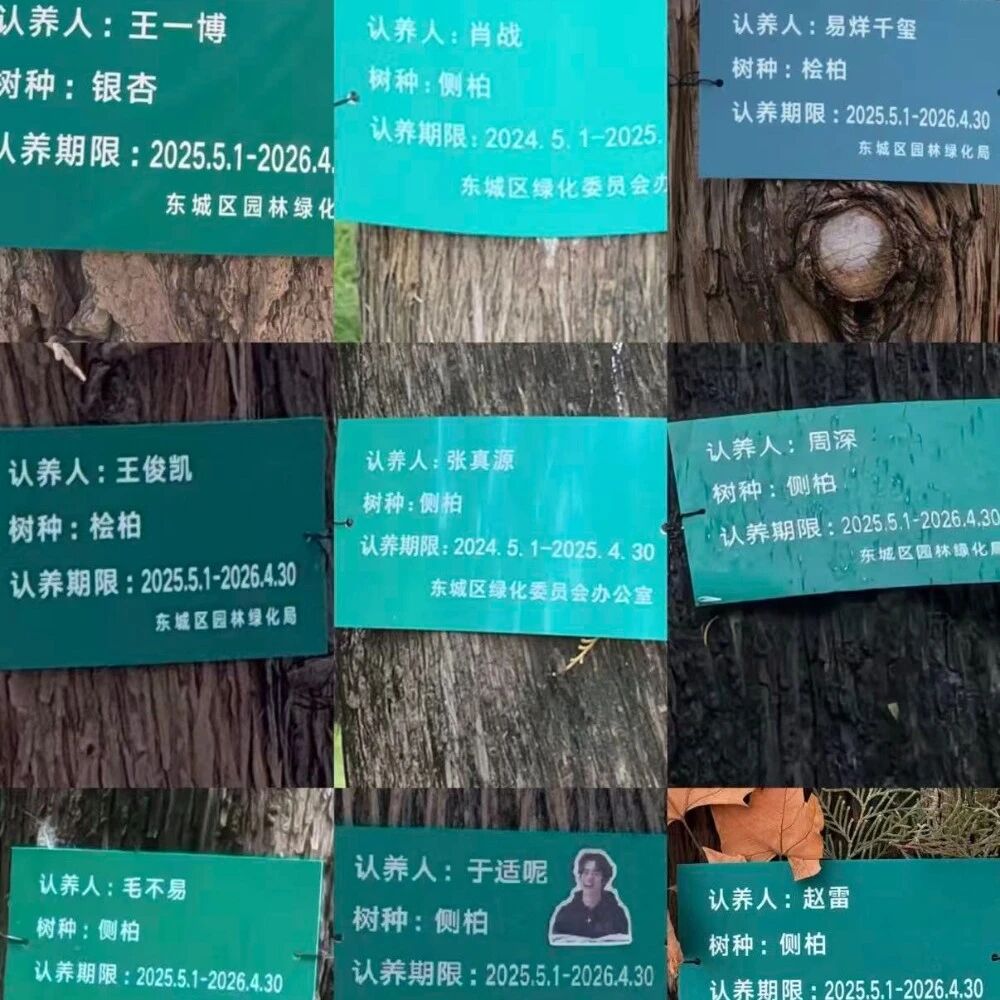 认养人：王一博
树种：银杏
认养期限：2025.5.1-2026.4.
东城区园林绿化
认养人：肖战
树种：侧柏
认养期限：2024.5.1-2025.
东城区绿化委员会办
认养人：易烊千玺
树种：桧柏
认养期限：2025.5.1-2026.4.30
东城区园林绿化局
认养人：王俊凯
树种：桧柏
认养期限：2025.5.1-2026.4.30
东城区园林绿化局
认养人：张真源
树种：侧柏
认养期限：2024.5.1-2025.4.30
东城区绿化委员会办公室
认养人：周深
树种：侧柏
认养期限：2025.5.1-2026.4.30
东城区园林绿化局
认养人：毛不易
树种：侧柏
认养期限：2025.5.1-2026.4.30
认养人：于适呢
树种：侧柏
认养期限：2025.5.1-2026.4.30
认养人：赵雷
树种：侧柏
认养期限：2025.5.1-2026.4.30